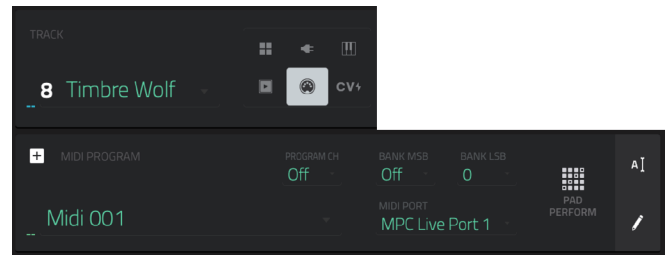 TRACK
8 Timbre Wolf
CV
MIDI PROGRAM
PROGRAM CH
BANK MSB
BANK LSB
Off
Off
0
Midi 001
MIDI PORT
MPC Live Port 1
PAD
PERFORM
A